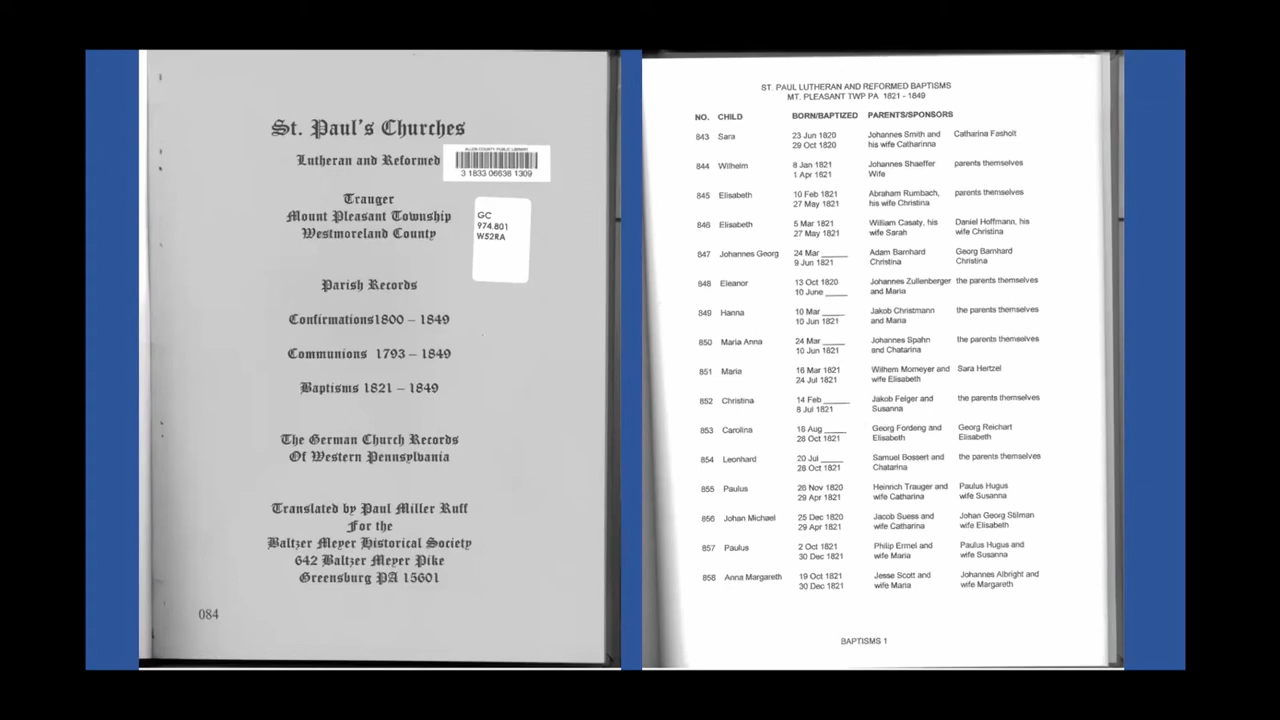 St. Paul's Churches
Lutheran and Reformed
ALLEN COUNTY PUBLIC LIBRARY
3 1833 06638 1309
Trauger
Mount Pleasant Township
Westmoreland County
GC
974.801
W52RA
Parish Records
Confirmations1800 – 1849
Communions 1793 – 1849
Baptisms 1821 – 1849
The German Church Records
Of Western Pennsylvania
Translated by Paul Miller Ruff
For the
Baltzer Meyer Historical Society
642 Baltzer Meyer Pike
Greensburg PA 15601
084
ST. PAUL LUTHERAN AND REFORMED BAPTISMS
MT. PLEASANT TWP PA 1821 - 1849
NO. CHILD BORN/BAPTIZED PARENTS/SPONSORS
843 Sara 23 Jun 1820 Johannes Smith and Catharina Fasholt
29 Oct 1820 his wife Catharinna
844 Wilhelm 8 Jan 1821 Johannes Shaeffer parents themselves
1 Apr 1821 Wife
845 Elisabeth 10 Feb 1821 Abraham Rumbach, parents themselves
27 May 1821 his wife Christina
846 Elisabeth 5 Mar 1821 William Casaty, his Daniel Hoffmann, his
27 May 1821 wife Sarah wife Christina
847 Johannes Georg 24 Mar _____ Adam Barnhard Georg Barnhard
9 Jun 1821 Christina Christina
848 Eleanor 13 Oct 1820 Johannes Zullenberger the parents themselves
10 June _____ and Maria
849 Hanna 10 Mar _____ Jakob Christmann the parents themselves
10 Jun 1821 and Maria
850 Maria Anna 24 Mar _____ Johannes Spahn the parents themselves
10 Jun 1821 and Chatarina
851 Maria 16 Mar 1821 Wilhem Momeyer and Sara Hertzel
24 Jul 1821 wife Elisabeth
852 Christina 14 Feb _____ Jakob Felger and the parents themselves
8 Jul 1821 Susanna
853 Carolina 18 Aug _____ Georg Fordeng and Georg Reichart
28 Oct 1821 Elisabeth Elisabeth
854 Leonhard 20 Jul _____ Samuel Bossert and the parents themselves
28 Oct 1821 Chatarina
855 Paulus 26 Nov 1820 Heinrich Trauger and Paulus Hugus
29 Apr 1821 wife Catharina wife Susanna
856 Johan Michael 25 Dec 1820 Jacob Suess and Johan Georg Stilman
29 Apr 1821 wife Catharina wife Elisabeth
857 Paulus 2 Oct 1821 Philip Ermel and Paulus Hugus and
30 Dec 1821 wife Maria wife Susanna
858 Anna Margareth 19 Oct 1821 Jesse Scott and Johannes Albright and
30 Dec 1821 wife Maria wife Margareth
BAPTISMS 1